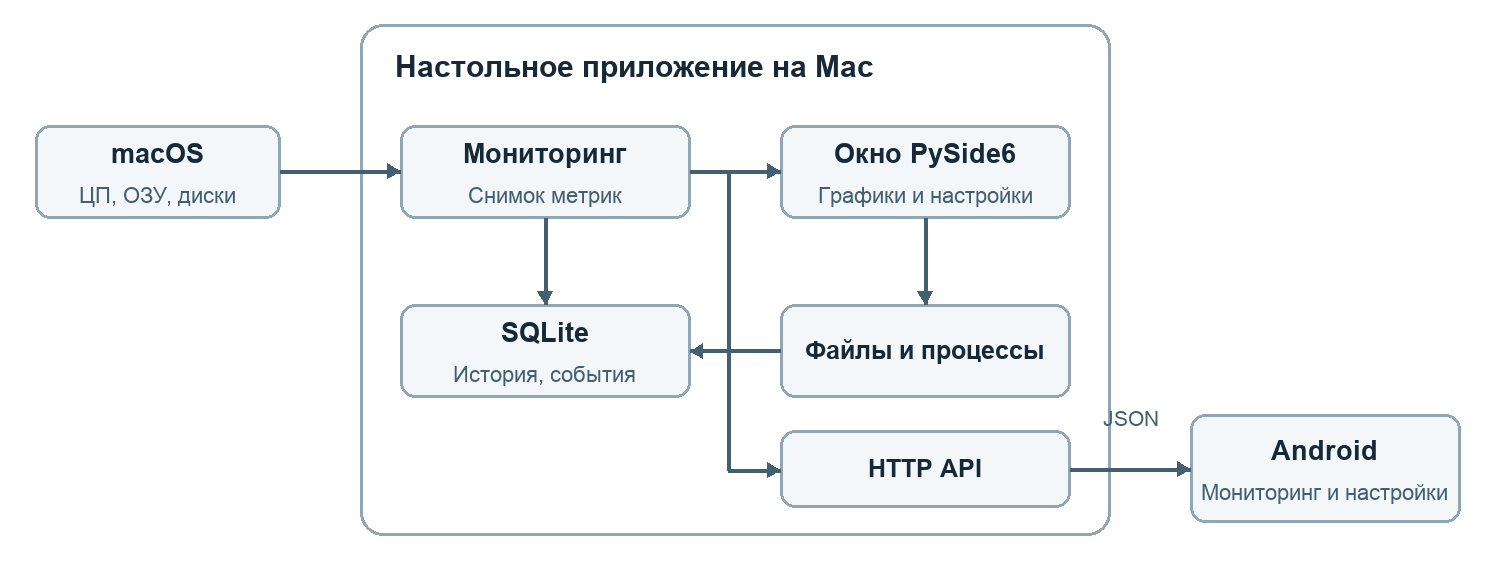 Настольное приложение на Mac
macOS
ЦП, ОЗУ, диски
Мониторинг
Снимок метрик
Окно PySide6
Графики и настройки
SQLite
История, события
Файлы и процессы
HTTP API
JSON
Android
Мониторинг и настройки